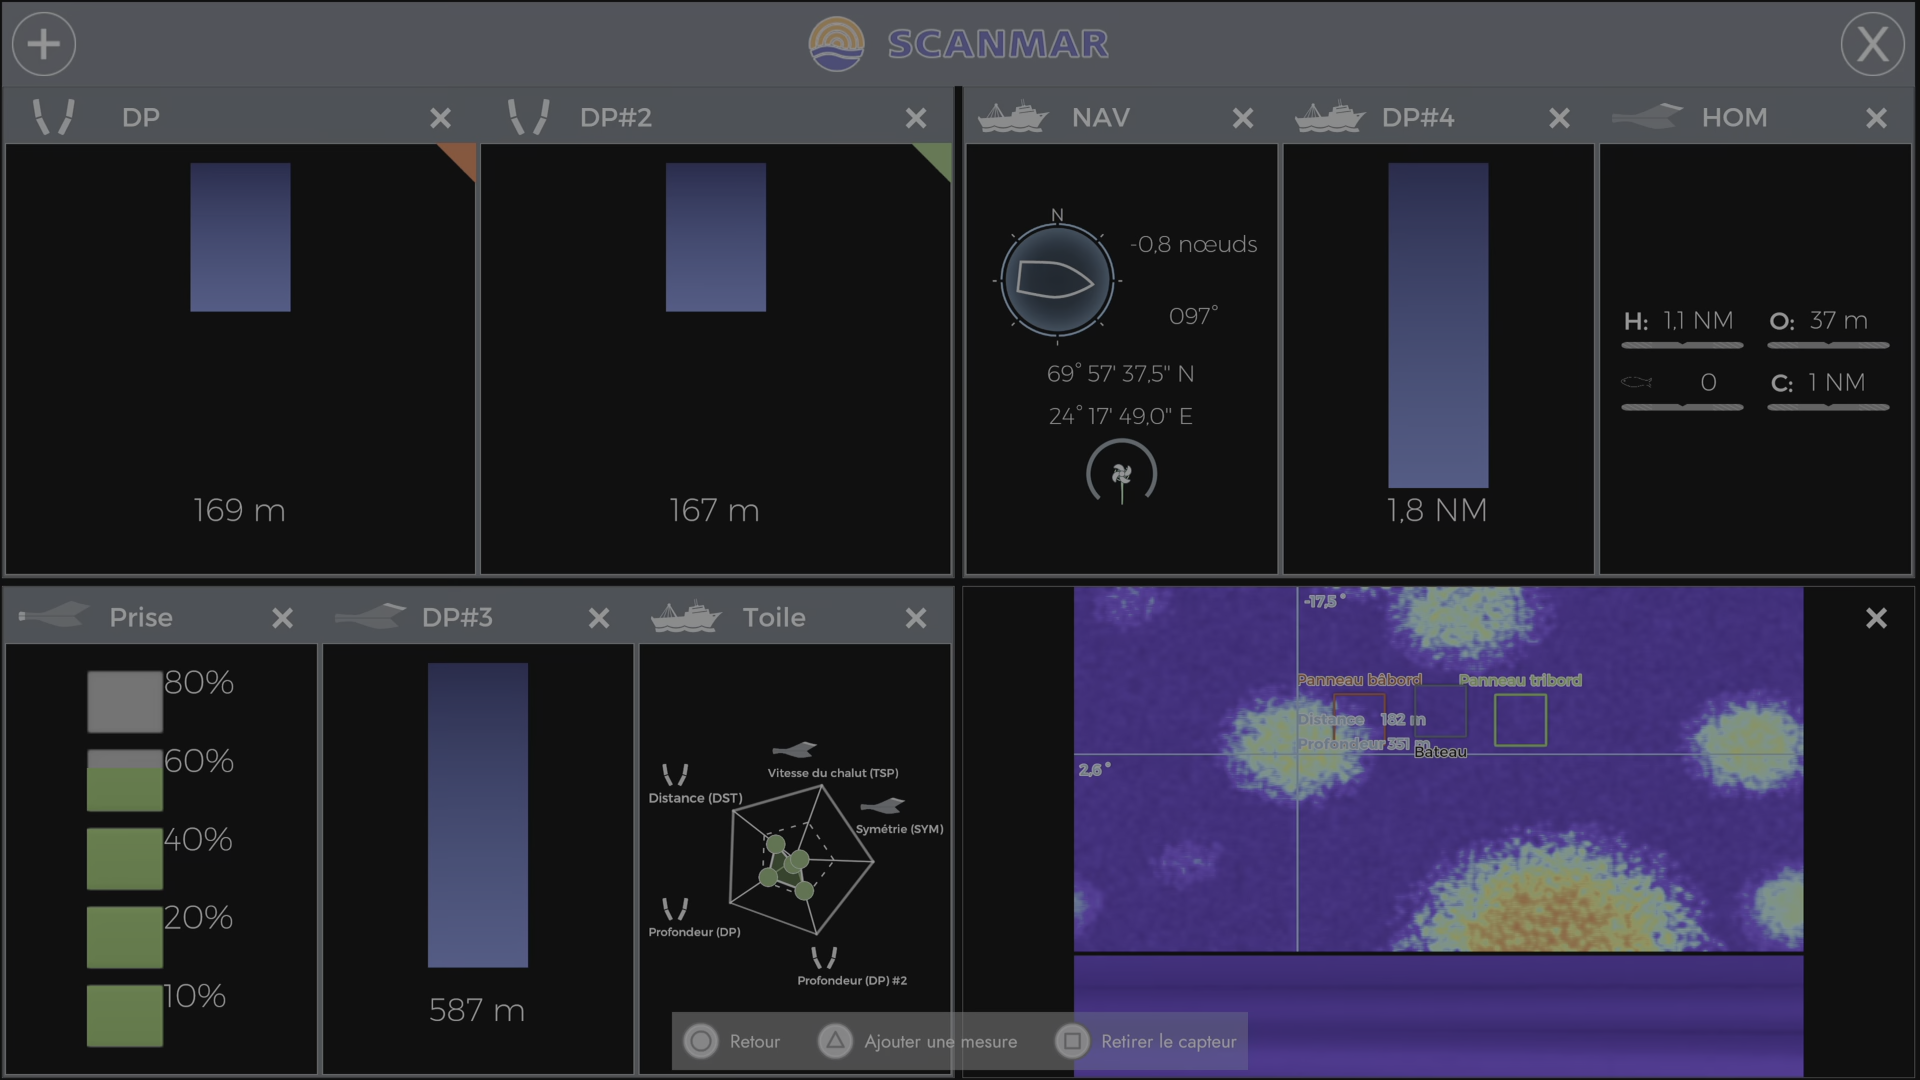 SCANMAR
X
DP
DP#2
NAV
DP#4
HOM
169 m
167 m
N
-0,8 nœuds
097°
69° 57' 37,5" N
24° 17' 49,0" E
1,8 NM
H: 1,1 NM
O: 37 m
0
C: 1 NM
Prise
DP#3
Toile
80%
60%
40%
20%
10%
587 m
Vitesse du chalut (TSP)
Distance (DST)
Symétrie (SYM)
Profondeur (DP)
Profondeur (DP) #2
-17,5 °
Panneau bâbord
Panneau tribord
Distance 182 m
Profondeur 351 m
Bateau
2,6 °
Retour
Ajouter une mesure
Retirer le capteur